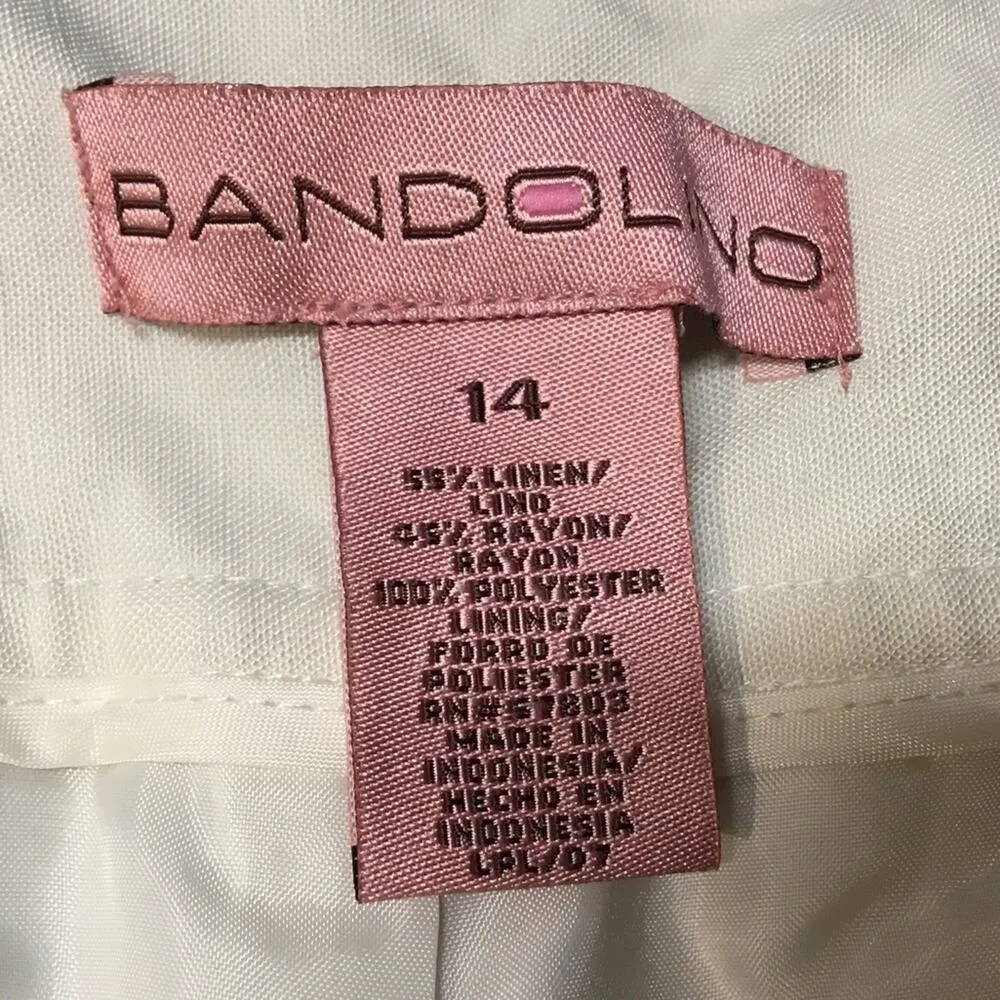 BANDOLINO
14
55% LINEN/
LINO
45% RAYON/
RAYON
100% POLYESTER
LINING/
FORRO DE
POLIESTER
RN#57803
MADE IN
INDONESIA/
HECHO EN
INDONESIA
LPL/07